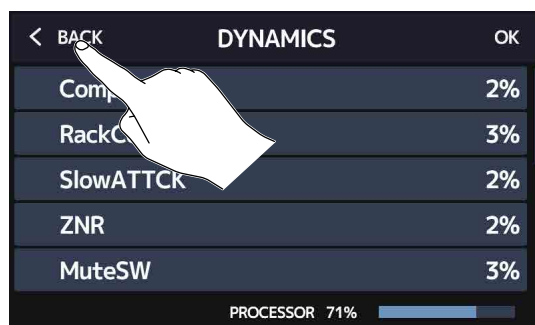 < BACK DYNAMICS OK
2%
3%
SlowATTCK 2%
ZNR 2%
MuteSW 3%
PROCESSOR 71%